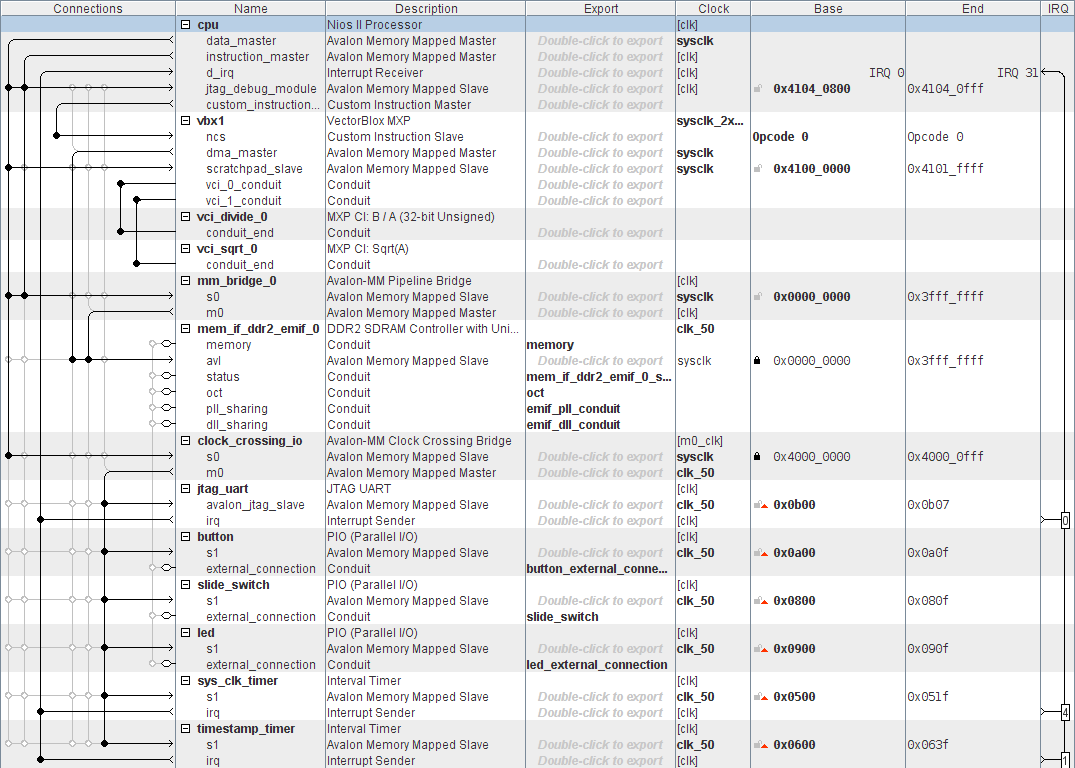 Connections Name Description Export Clock Base End IRQ
cpu Nios II Processor [clk]
data_master Avalon Memory Mapped Master Double-click to export sysclk
instruction_master Avalon Memory Mapped Master Double-click to export [clk]
d_irq Interrupt Receiver Double-click to export [clk] IRQ 0 IRQ 31
jtag_debug_module Avalon Memory Mapped Slave Double-click to export [clk] 0x4104_0800 0x4104_0fff
custom_instruction... Custom Instruction Master Double-click to export
vbx1 VectorBlox MXP sysclk_2x...
ncs Custom Instruction Slave Double-click to export Opcode 0 Opcode 0
dma_master Avalon Memory Mapped Master Double-click to export sysclk
scratchpad_slave Avalon Memory Mapped Slave Double-click to export sysclk 0x4100_0000 0x4101_ffff
vci_0_conduit Conduit Double-click to export
vci_1_conduit Conduit Double-click to export
vci_divide_0 MXP CI: B / A (32-bit Unsigned)
conduit_end Conduit Double-click to export
vci_sqrt_0 MXP CI: Sqrt(A)
conduit_end Conduit Double-click to export
mm_bridge_0 Avalon-MM Pipeline Bridge [clk]
s0 Avalon Memory Mapped Slave Double-click to export sysclk 0x0000_0000 0x3fff_ffff
m0 Avalon Memory Mapped Master Double-click to export [clk]
mem_if_ddr2_emif_0 DDR2 SDRAM Controller with Uni... clk_50
memory Conduit memory
avl Avalon Memory Mapped Slave Double-click to export sysclk 0x0000_0000 0x3fff_ffff
status Conduit mem_if_ddr2_emif_0_s...
oct Conduit oct
pll_sharing Conduit emif_pll_conduit
dll_sharing Conduit emif_dll_conduit
clock_crossing_io Avalon-MM Clock Crossing Bridge [m0_clk]
s0 Avalon Memory Mapped Slave Double-click to export sysclk 0x4000_0000 0x4000_0fff
m0 Avalon Memory Mapped Master Double-click to export clk_50
jtag_uart JTAG UART [clk]
avalon_jtag_slave Avalon Memory Mapped Slave Double-click to export clk_50 0x0b00 0x0b07
irq Interrupt Sender Double-click to export [clk] 0
button PIO (Parallel I/O) [clk]
s1 Avalon Memory Mapped Slave Double-click to export clk_50 0x0a00 0x0a0f
external_connection Conduit button_external_conne...
slide_switch PIO (Parallel I/O) [clk]
s1 Avalon Memory Mapped Slave Double-click to export clk_50 0x0800 0x080f
external_connection Conduit slide_switch
led PIO (Parallel I/O) [clk]
s1 Avalon Memory Mapped Slave Double-click to export clk_50 0x0900 0x090f
external_connection Conduit led_external_connection
sys_clk_timer Interval Timer [clk]
s1 Avalon Memory Mapped Slave Double-click to export clk_50 0x0500 0x051f
irq Interrupt Sender Double-click to export [clk] 4
timestamp_timer Interval Timer [clk]
s1 Avalon Memory Mapped Slave Double-click to export clk_50 0x0600 0x063f
irq Interrupt Sender Double-click to export [clk] 1